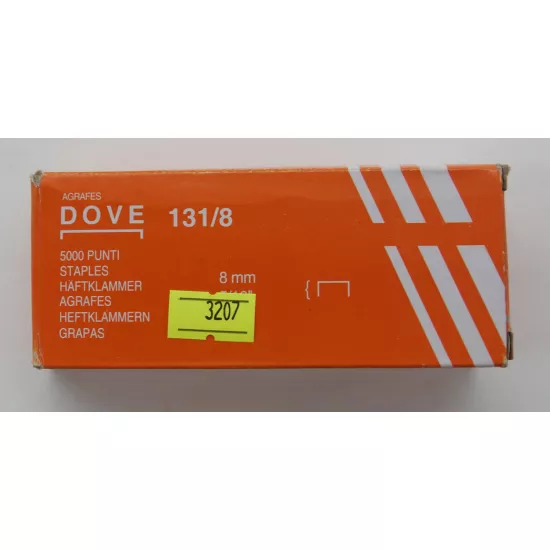 AGRAFES
DOVE 131/8
5000 PUNTI
STAPLES 8 mm
HÄFTKLAMMER
AGRAFES
HEFTKLAMMERN
GRAPAS
3207